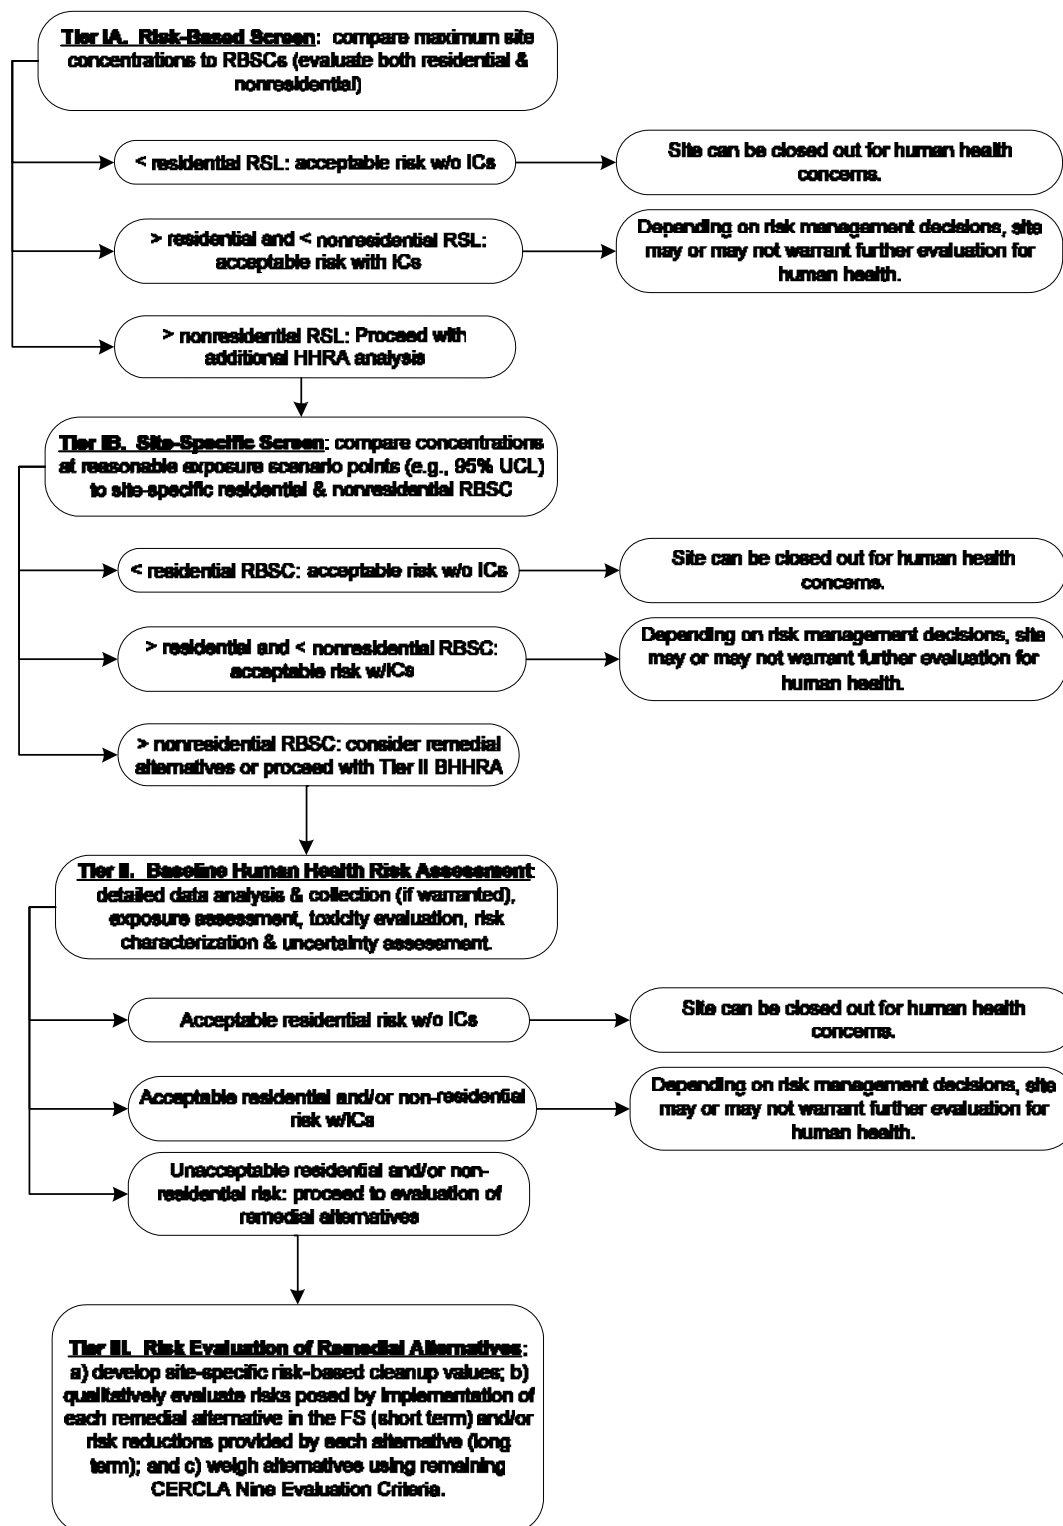 Tier IA. Risk-Based Screen: compare maximum site
concentrations to RBSCs (evaluate both residential &
nonresidential)
< residential RSL: acceptable risk w/o ICs
Site can be closed out for human health
concerns.
> residential and < nonresidential RSL:
acceptable risk with ICs
Depending on risk management decisions, site
may or may not warrant further evaluation for
human health.
> nonresidential RSL: Proceed with
additional HHRA analysis
Tier IB. Site-Specific Screen: compare concentrations
at reasonable exposure scenario points (e.g., 95% UCL)
to site-specific residential & nonresidential RBSC
< residential RBSC: acceptable risk w/o ICs
Site can be closed out for human health
concerns.
> residential and < nonresidential RBSC:
acceptable risk w/ICs
Depending on risk management decisions, site
may or may not warrant further evaluation for
human health.
> nonresidential RBSC: consider remedial
alternatives or proceed with Tier II BHHRA
Tier II. Baseline Human Health Risk Assessment:
detailed data analysis & collection (if warranted),
exposure assessment, toxicity evaluation, risk
characterization & uncertainty assessment.
Acceptable residential risk w/o ICs
Site can be closed out for human health
concerns.
Acceptable residential and/or non-residential
risk w/ICs
Depending on risk management decisions, site
may or may not warrant further evaluation for
human health.
Unacceptable residential and/or non-
residential risk: proceed to evaluation of
remedial alternatives
Tier III. Risk Evaluation of Remedial Alternatives:
a) develop site-specific risk-based cleanup values; b)
qualitatively evaluate risks posed by implementation of
each remedial alternative in the FS (short term) and/or
risk reductions provided by each alternative (long
term); and c) weigh alternatives using remaining
CERCLA Nine Evaluation Criteria.